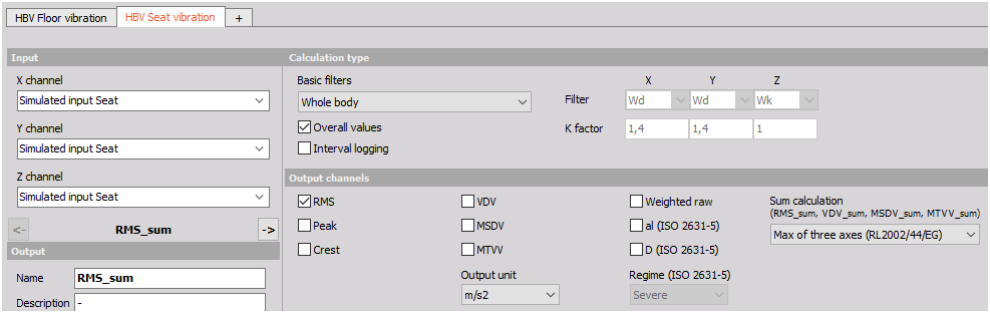 HBV Floor vibration HBV Seat vibration +
Input
X channel
Simulated input Seat
Y channel
Simulated input Seat
Z channel
Simulated input Seat
<- RMS_sum ->
Output
Name RMS_sum
Description -
Calculation type
Basic filters
Whole body
Overall values
Interval logging
X Y Z
Filter Wd Wd Wk
K factor 1,4 1,4 1
Output channels
RMS VDV Weighted raw
Peak MSDV al (ISO 2631-5)
Crest MTVV D (ISO 2631-5)
Output unit Regime (ISO 2631-5)
m/s2 Severe
Sum calculation
(RMS_sum, VDV_sum, MSDV_sum, MTVV_sum)
Max of three axes (RL2002/44/EG)